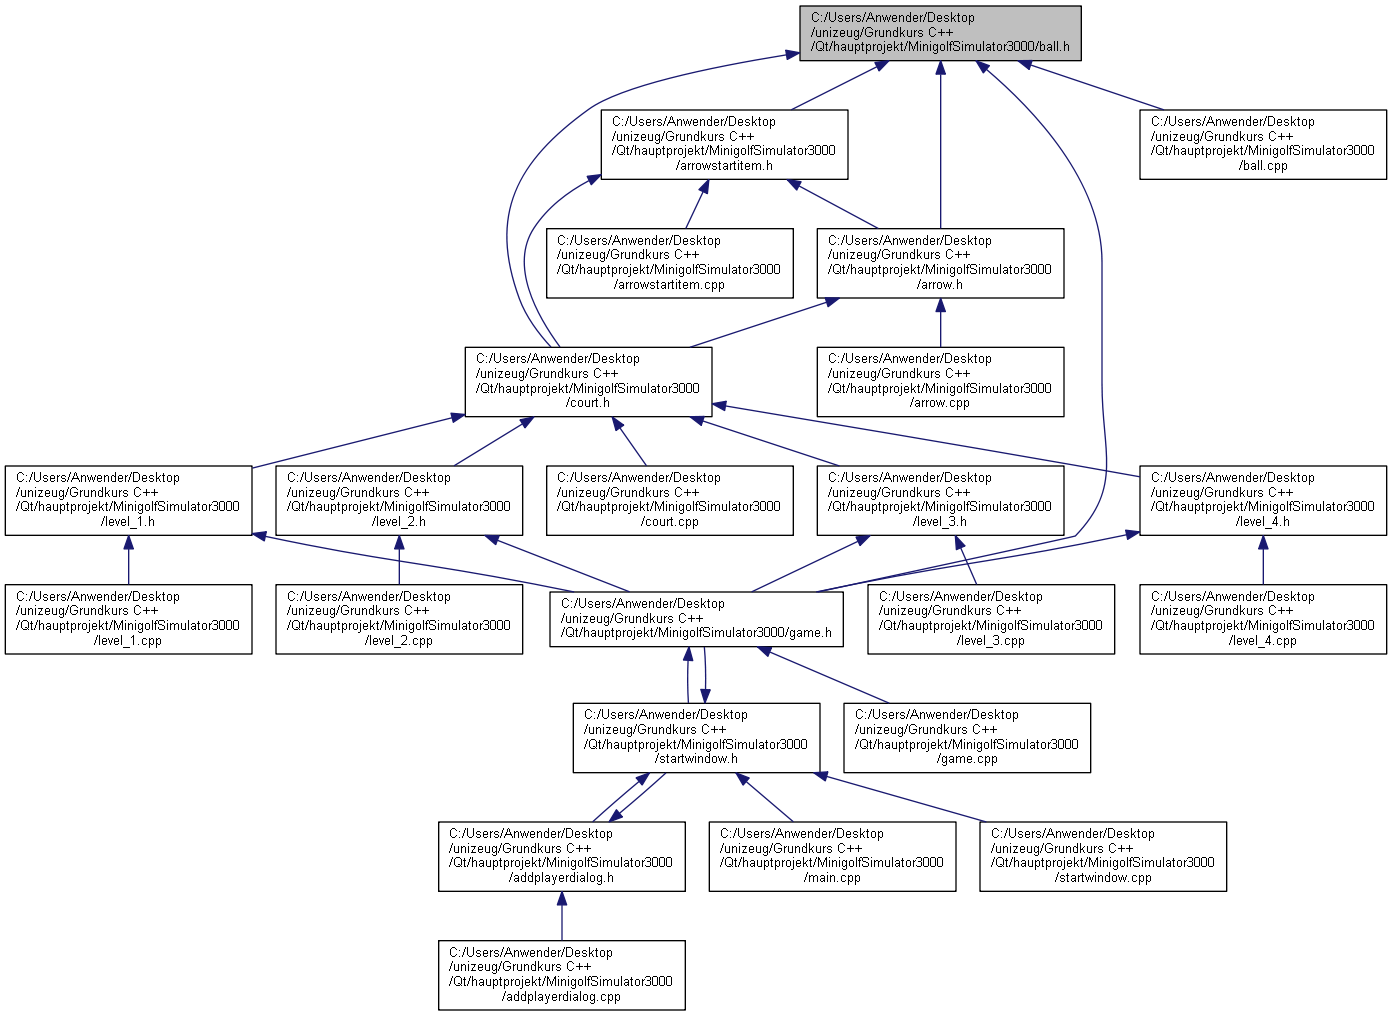 C:/Users/Anwender/Desktop
/unizeug/Grundkurs C++
/Qt/hauptprojekt/MinigolfSimulator3000/ball.h
C:/Users/Anwender/Desktop
/unizeug/Grundkurs C++
/Qt/hauptprojekt/MinigolfSimulator3000
/arrowstartitem.h
C:/Users/Anwender/Desktop
/unizeug/Grundkurs C++
/Qt/hauptprojekt/MinigolfSimulator3000
/ball.cpp
C:/Users/Anwender/Desktop
/unizeug/Grundkurs C++
/Qt/hauptprojekt/MinigolfSimulator3000
/arrowstartitem.cpp
C:/Users/Anwender/Desktop
/unizeug/Grundkurs C++
/Qt/hauptprojekt/MinigolfSimulator3000
/arrow.h
C:/Users/Anwender/Desktop
/unizeug/Grundkurs C++
/Qt/hauptprojekt/MinigolfSimulator3000
/court.h
C:/Users/Anwender/Desktop
/unizeug/Grundkurs C++
/Qt/hauptprojekt/MinigolfSimulator3000
/arrow.cpp
C:/Users/Anwender/Desktop
/unizeug/Grundkurs C++
/Qt/hauptprojekt/MinigolfSimulator3000
/level_1.h
C:/Users/Anwender/Desktop
/unizeug/Grundkurs C++
/Qt/hauptprojekt/MinigolfSimulator3000
/level_2.h
C:/Users/Anwender/Desktop
/unizeug/Grundkurs C++
/Qt/hauptprojekt/MinigolfSimulator3000
/court.cpp
C:/Users/Anwender/Desktop
/unizeug/Grundkurs C++
/Qt/hauptprojekt/MinigolfSimulator3000
/level_3.h
C:/Users/Anwender/Desktop
/unizeug/Grundkurs C++
/Qt/hauptprojekt/MinigolfSimulator3000
/level_4.h
C:/Users/Anwender/Desktop
/unizeug/Grundkurs C++
/Qt/hauptprojekt/MinigolfSimulator3000
/level_1.cpp
C:/Users/Anwender/Desktop
/unizeug/Grundkurs C++
/Qt/hauptprojekt/MinigolfSimulator3000
/level_2.cpp
C:/Users/Anwender/Desktop
/unizeug/Grundkurs C++
/Qt/hauptprojekt/MinigolfSimulator3000/game.h
C:/Users/Anwender/Desktop
/unizeug/Grundkurs C++
/Qt/hauptprojekt/MinigolfSimulator3000
/level_3.cpp
C:/Users/Anwender/Desktop
/unizeug/Grundkurs C++
/Qt/hauptprojekt/MinigolfSimulator3000
/level_4.cpp
C:/Users/Anwender/Desktop
/unizeug/Grundkurs C++
/Qt/hauptprojekt/MinigolfSimulator3000
/startwindow.h
C:/Users/Anwender/Desktop
/unizeug/Grundkurs C++
/Qt/hauptprojekt/MinigolfSimulator3000
/game.cpp
C:/Users/Anwender/Desktop
/unizeug/Grundkurs C++
/Qt/hauptprojekt/MinigolfSimulator3000
/addplayerdialog.h
C:/Users/Anwender/Desktop
/unizeug/Grundkurs C++
/Qt/hauptprojekt/MinigolfSimulator3000
/main.cpp
C:/Users/Anwender/Desktop
/unizeug/Grundkurs C++
/Qt/hauptprojekt/MinigolfSimulator3000
/startwindow.cpp
C:/Users/Anwender/Desktop
/unizeug/Grundkurs C++
/Qt/hauptprojekt/MinigolfSimulator3000
/addplayerdialog.cpp